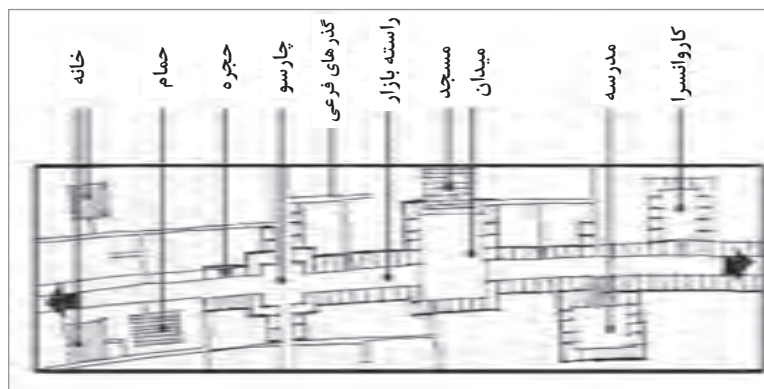 کاروانسرا
مدرسه
میدان
مسجد
راسته بازار
گذرهای فرعی
چارسو
حجره
حمام
خانه